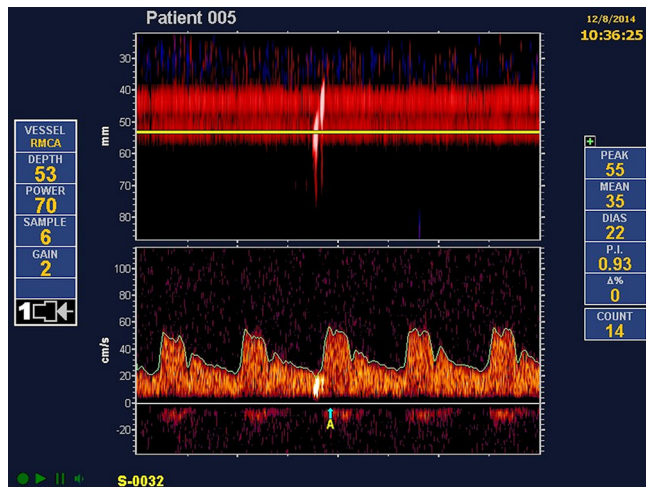 Patient 005
12/8/2014
10:36:25
VESSEL
RMCA
DEPTH
53
POWER
70
SAMPLE
6
GAIN
2
1
30
40
50
60
70
80
mm
PEAK
55
MEAN
35
DIAS
22
P.I.
0.93
Δ%
0
COUNT
14
100
80
60
40
20
0
-20
cm/s
A
S-0032